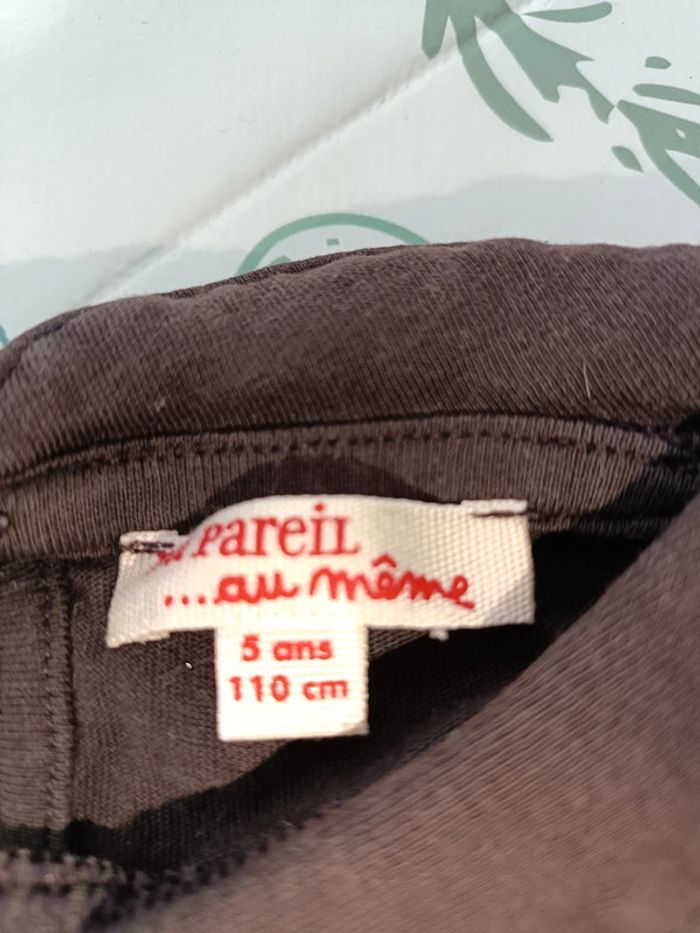 Pareil
...au même
5 ans
110 cm